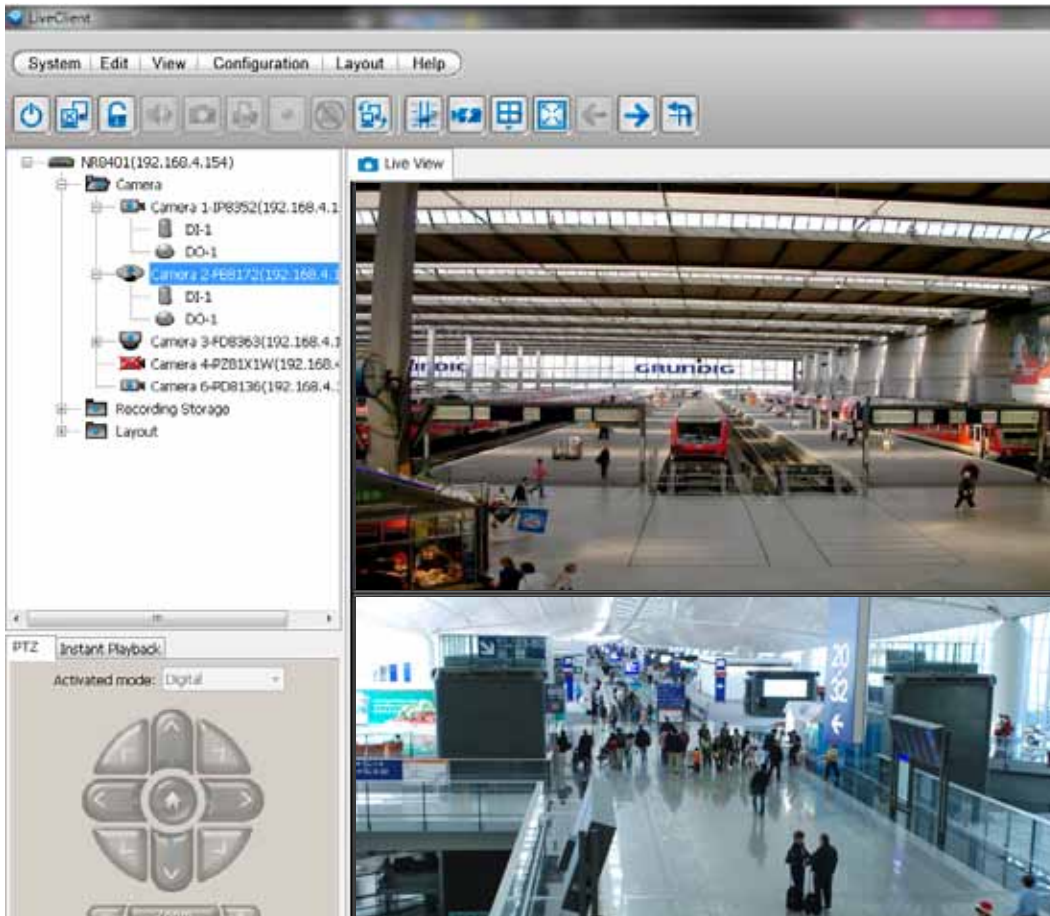 LiveClient
System Edit View Configuration Layout Help
NR8401(192.168.4.154)
Live View
Camera
Camera 1-IP8352(192.168.4.1
DI-1
DO-1
Camera 2-FE8172(192.168.4.1
DI-1
DO-1
Camera 3-FD8363(192.168.4.1
Camera 4-PZ81X1W(192.168.4
Camera 6-PD8136(192.168.4.
Recording Storage
Layout
GRUNDIG
PTZ Instant Playback
Activated mode: Digital
20
32